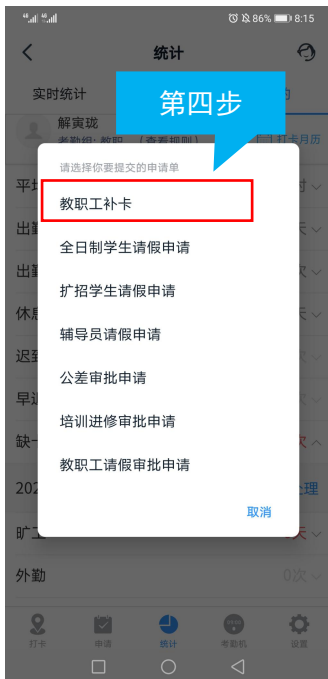 86% 8:15
统计
实时统计
第四步
解寅珑
打卡月历
请选择你要提交的申请单
教职工补卡
全日制学生请假申请
扩招学生请假申请
辅导员请假申请
公差审批申请
培训进修审批申请
教职工请假审批申请
取消
外勤 0次
打卡 申请 统计 考勤机 设置